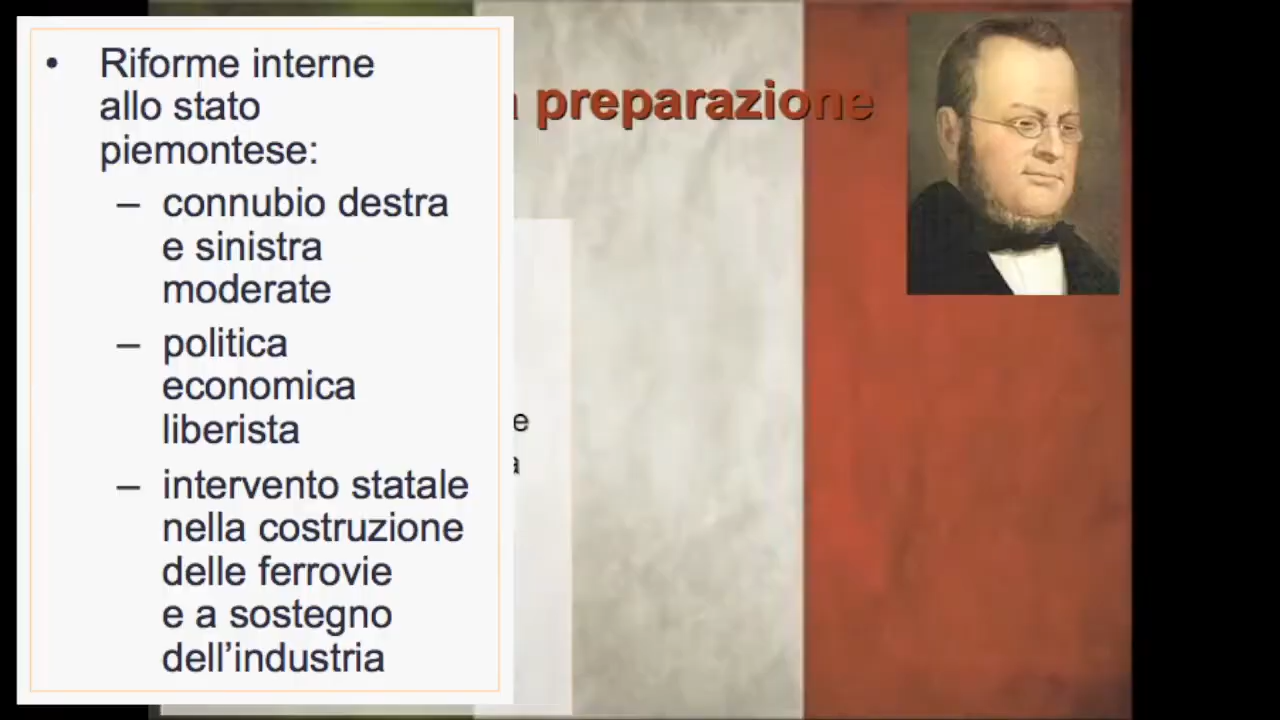 • Riforme interne
allo stato
piemontese:
– connubio destra
e sinistra
moderate
– politica
economica
liberista
– intervento statale
nella costruzione
delle ferrovie
e a sostegno
dell’industria
preparazione